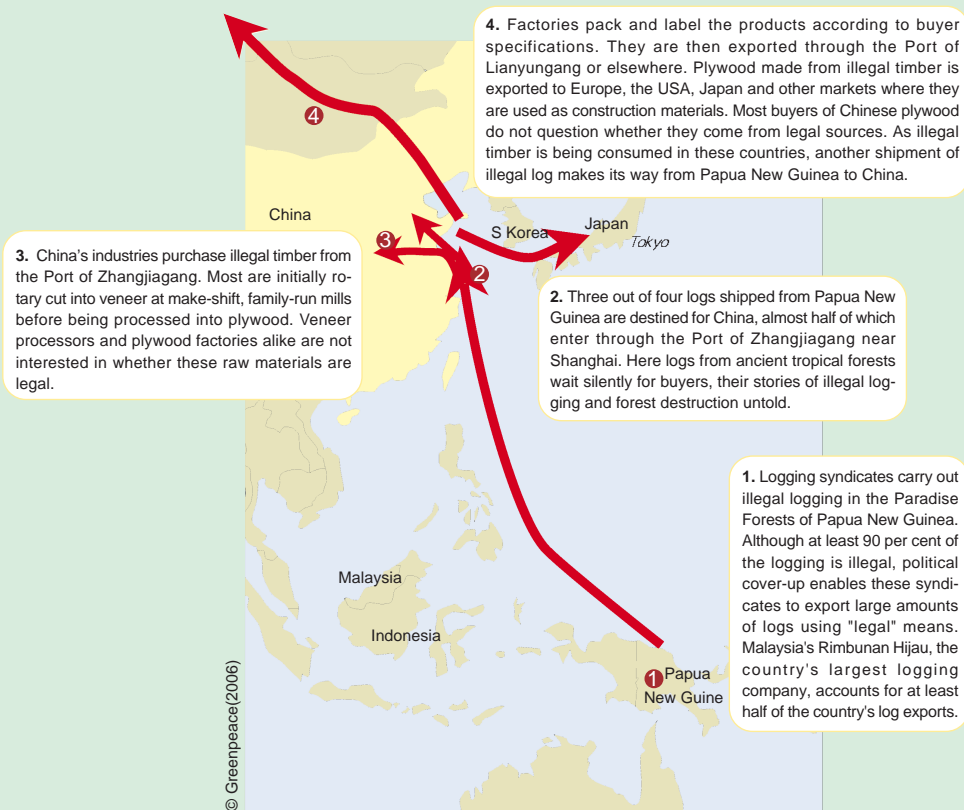 4. Factories pack and label the products according to buyer
specifications. They are then exported through the Port of
Lianyungang or elsewhere. Plywood made from illegal timber is
exported to Europe, the USA, Japan and other markets where they
are used as construction materials. Most buyers of Chinese plywood
do not question whether they come from legal sources. As illegal
timber is being consumed in these countries, another shipment of
illegal log makes its way from Papua New Guinea to China.
4
China
S Korea
Japan
Tokyo
3
2
3. China's industries purchase illegal timber from
the Port of Zhangjiagang. Most are initially ro-
tary cut into veneer at make-shift, family-run mills
before being processed into plywood. Veneer
processors and plywood factories alike are not
interested in whether these raw materials are
legal.
2. Three out of four logs shipped from Papua New
Guinea are destined for China, almost half of which
enter through the Port of Zhangjiagang near
Shanghai. Here logs from ancient tropical forests
wait silently for buyers, their stories of illegal log-
ging and forest destruction untold.
1. Logging syndicates carry out
illegal logging in the Paradise
Forests of Papua New Guinea.
Although at least 90 per cent of
the logging is illegal, political
cover-up enables these syndi-
cates to export large amounts
of logs using "legal" means.
Malaysia's Rimbunan Hijau, the
country's largest logging
company, accounts for at least
half of the country's log exports.
Malaysia
Indonesia
1 Papua
New Guine
© Greenpeace(2006)